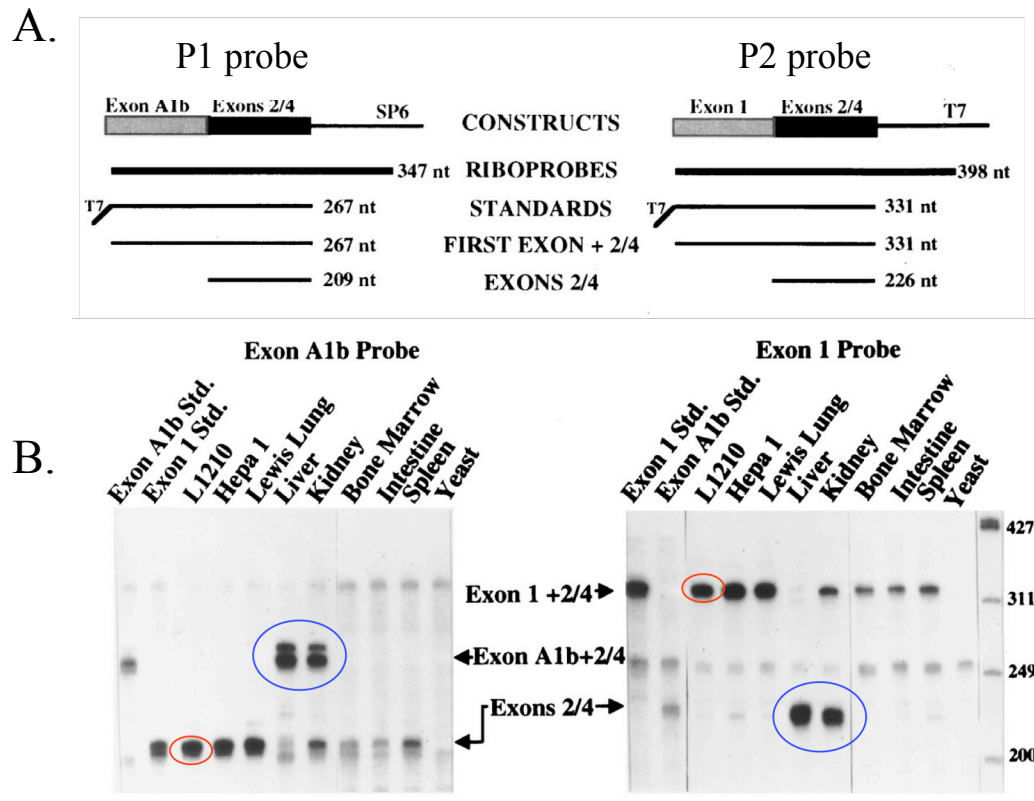 A.
P1 probe
P2 probe
Exon A1b Exons 2/4 SP6
CONSTRUCTS
Exon 1 Exons 2/4 T7
347 nt RIBOPROBES 398 nt
T7 267 nt STANDARDS T7 331 nt
267 nt FIRST EXON + 2/4 331 nt
209 nt EXONS 2/4 226 nt
B.
Exon A1b Probe
Exon 1 Probe
Exon A1b Std.
Exon 1 Std.
L1210
Hepa 1
Lewis Lung
Liver
Kidney
Bone Marrow
Intestine
Spleen
Yeast
Exon 1 Std.
Exon A1b Std.
L1210
Hepa 1
Lewis Lung
Liver
Kidney
Bone Marrow
Intestine
Spleen
Yeast
Exon 1 +2/4
Exon A1b+2/4
Exons 2/4
427
311
249
200